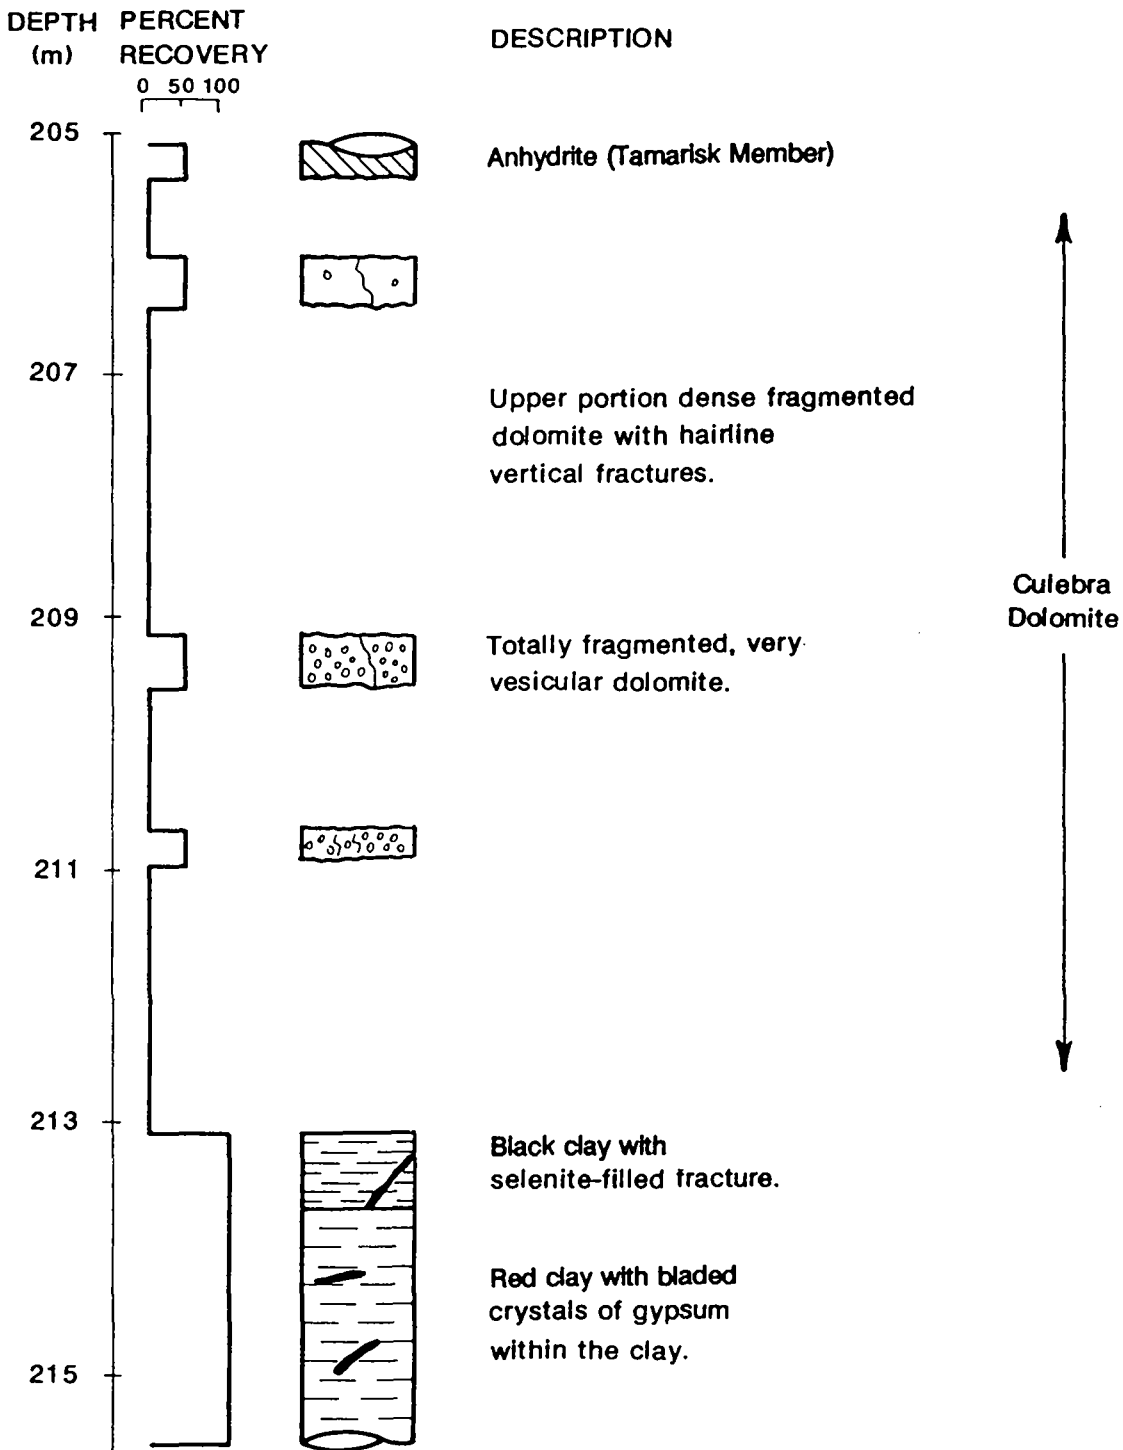 DEPTH PERCENT
(m) RECOVERY
DESCRIPTION
0 50 100
205
Anhydrite (Tamarisk Member)
207
Upper portion dense fragmented
dolomite with hairline
vertical fractures.
Culebra
Dolomite
209
Totally fragmented, very
vesicular dolomite.
211
213
Black clay with
selenite-filled fracture.
Red clay with bladed
crystals of gypsum
within the clay.
215